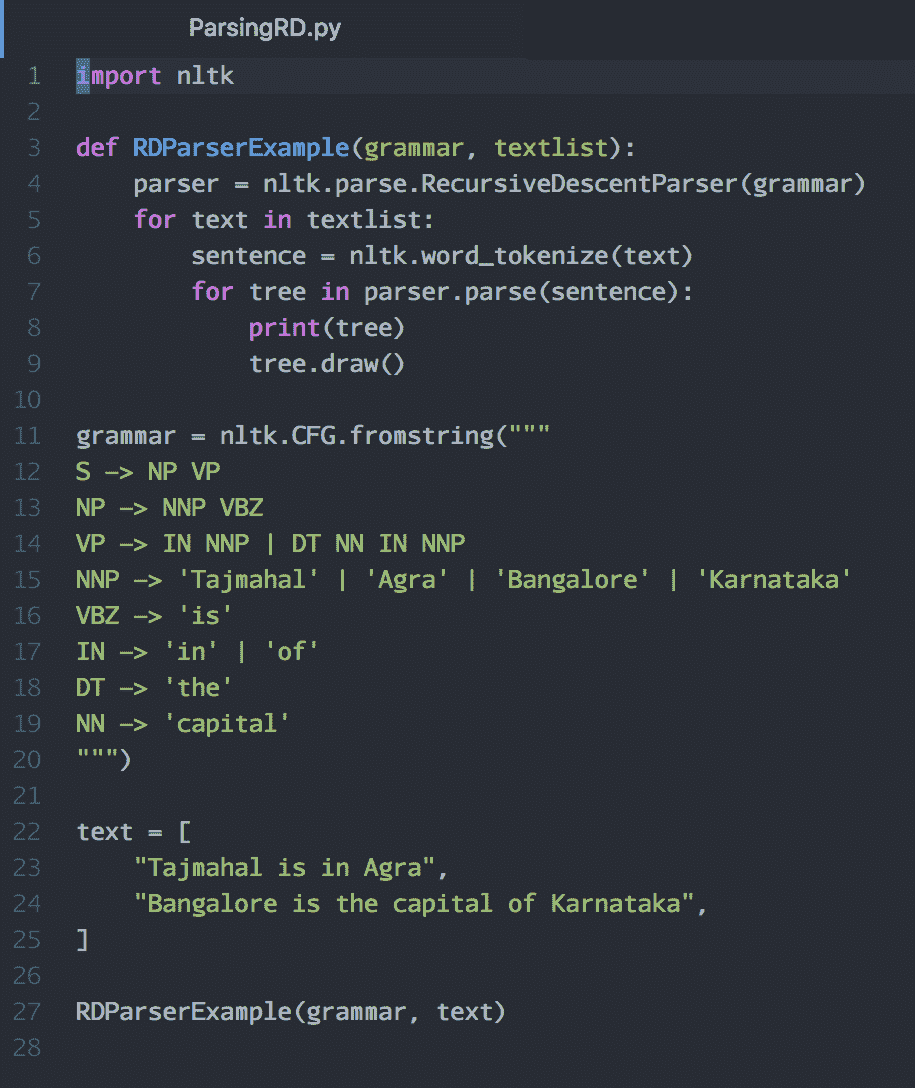 ParsingRD.py
1 import nltk
2
3 def RDParserExample(grammar, textlist):
4     parser = nltk.parse.RecursiveDescentParser(grammar)
5     for text in textlist:
6         sentence = nltk.word_tokenize(text)
7         for tree in parser.parse(sentence):
8             print(tree)
9             tree.draw()
10
11 grammar = nltk.CFG.fromstring("""
12 S -> NP VP
13 NP -> NNP VBZ
14 VP -> IN NNP | DT NN IN NNP
15 NNP -> 'Tajmahal' | 'Agra' | 'Bangalore' | 'Karnataka'
16 VBZ -> 'is'
17 IN -> 'in' | 'of'
18 DT -> 'the'
19 NN -> 'capital'
20 """)
21
22 text = [
23     "Tajmahal is in Agra",
24     "Bangalore is the capital of Karnataka",
25 ]
26
27 RDParserExample(grammar, text)
28